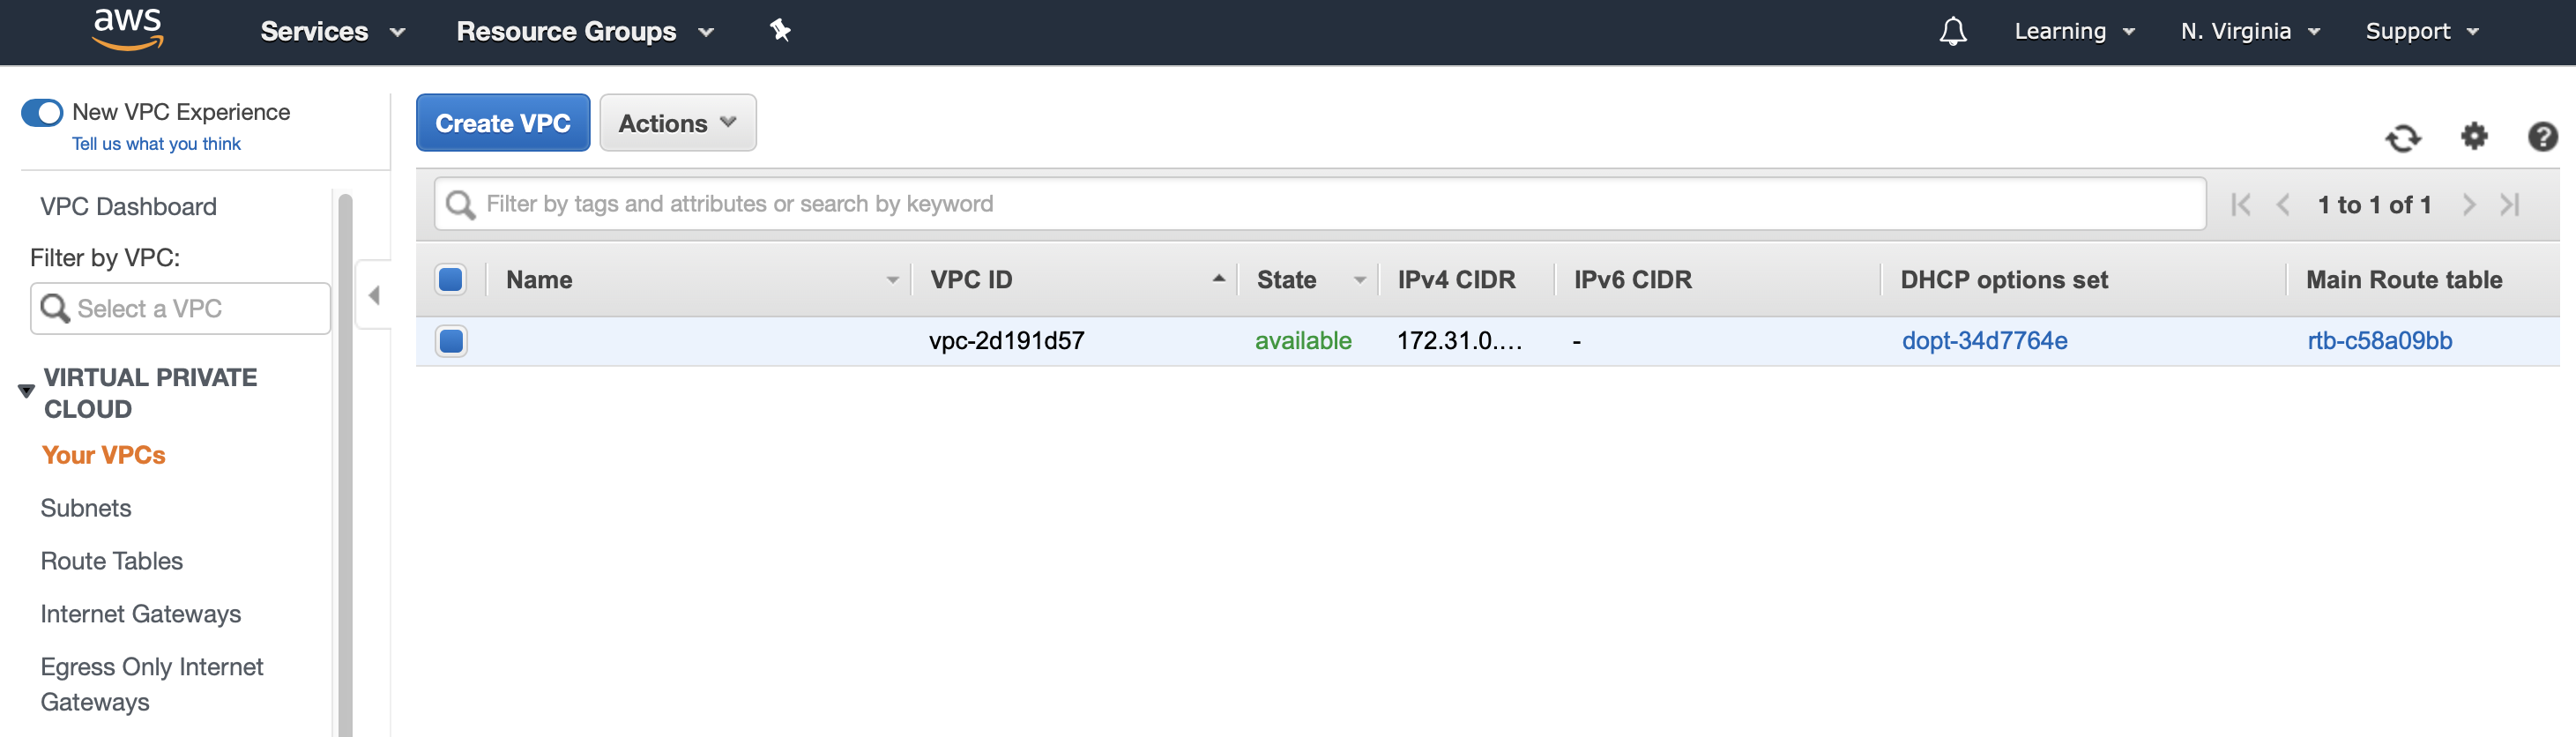 aws Services Resource Groups Learning N. Virginia Support
New VPC Experience
Tell us what you think
VPC Dashboard
Filter by VPC:
Select a VPC
VIRTUAL PRIVATE
CLOUD
Your VPCs
Subnets
Route Tables
Internet Gateways
Egress Only Internet
Gateways
Create VPC Actions
Filter by tags and attributes or search by keyword 1 to 1 of 1
Name VPC ID State IPv4 CIDR IPv6 CIDR DHCP options set Main Route table
vpc-2d191d57 available 172.31.0.… - dopt-34d7764e rtb-c58a09bb